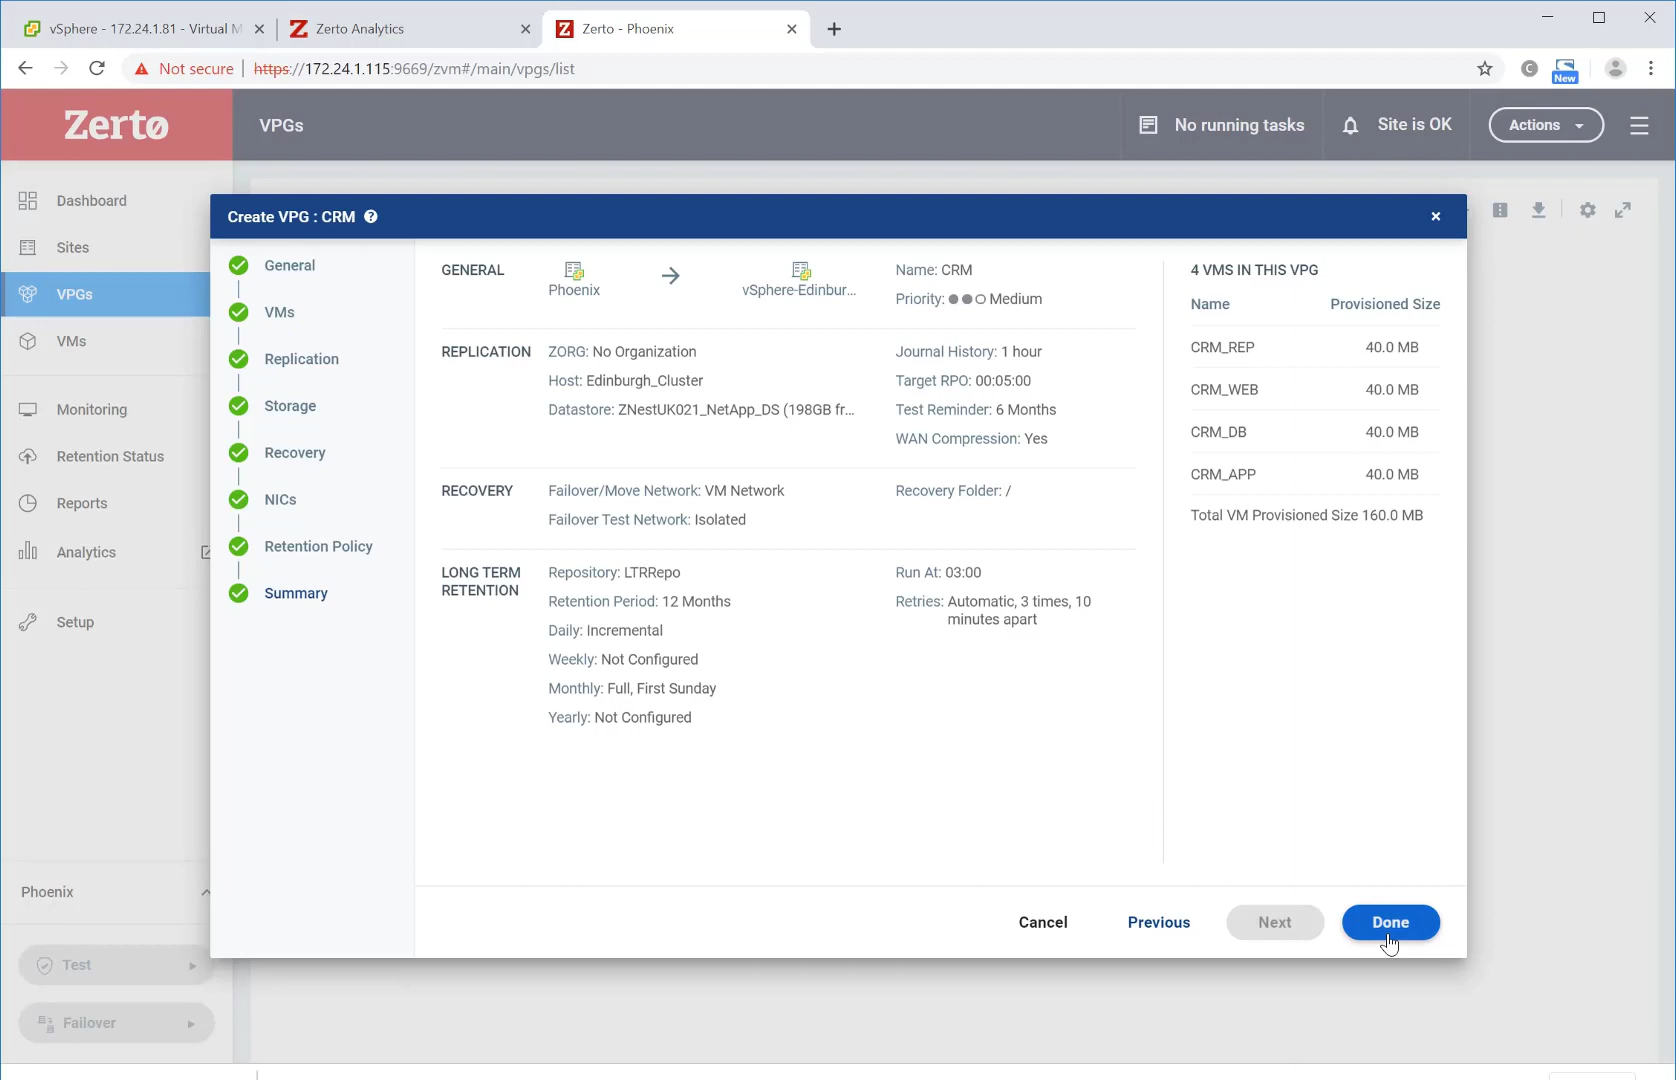 vSphere - 172.24.1.81 - Virtual M
Zerto Analytics
Zerto - Phoenix
Not secure
https://172.24.1.115:9669/zvm#/main/vpgs/list
C
New
Zerto
VPGs
No running tasks
Site is OK
Actions
Dashboard
Sites
VPGs
VMs
Monitoring
Retention Status
Reports
Analytics
Setup
Phoenix
Test
Failover
Create VPG : CRM ?
General
VMs
Replication
Storage
Recovery
NICs
Retention Policy
Summary
GENERAL
Phoenix
vSphere-Edinbur...
Name: CRM
Priority: Medium
REPLICATION
ZORG: No Organization
Host: Edinburgh_Cluster
Datastore: ZNestUK021_NetApp_DS (198GB fr...
Journal History: 1 hour
Target RPO: 00:05:00
Test Reminder: 6 Months
WAN Compression: Yes
RECOVERY
Failover/Move Network: VM Network
Failover Test Network: Isolated
Recovery Folder: /
LONG TERM
RETENTION
Repository: LTRRepo
Retention Period: 12 Months
Daily: Incremental
Weekly: Not Configured
Monthly: Full, First Sunday
Yearly: Not Configured
Run At: 03:00
Retries: Automatic, 3 times, 10
minutes apart
4 VMS IN THIS VPG
Name Provisioned Size
CRM_REP 40.0 MB
CRM_WEB 40.0 MB
CRM_DB 40.0 MB
CRM_APP 40.0 MB
Total VM Provisioned Size 160.0 MB
Cancel
Previous
Next
Done